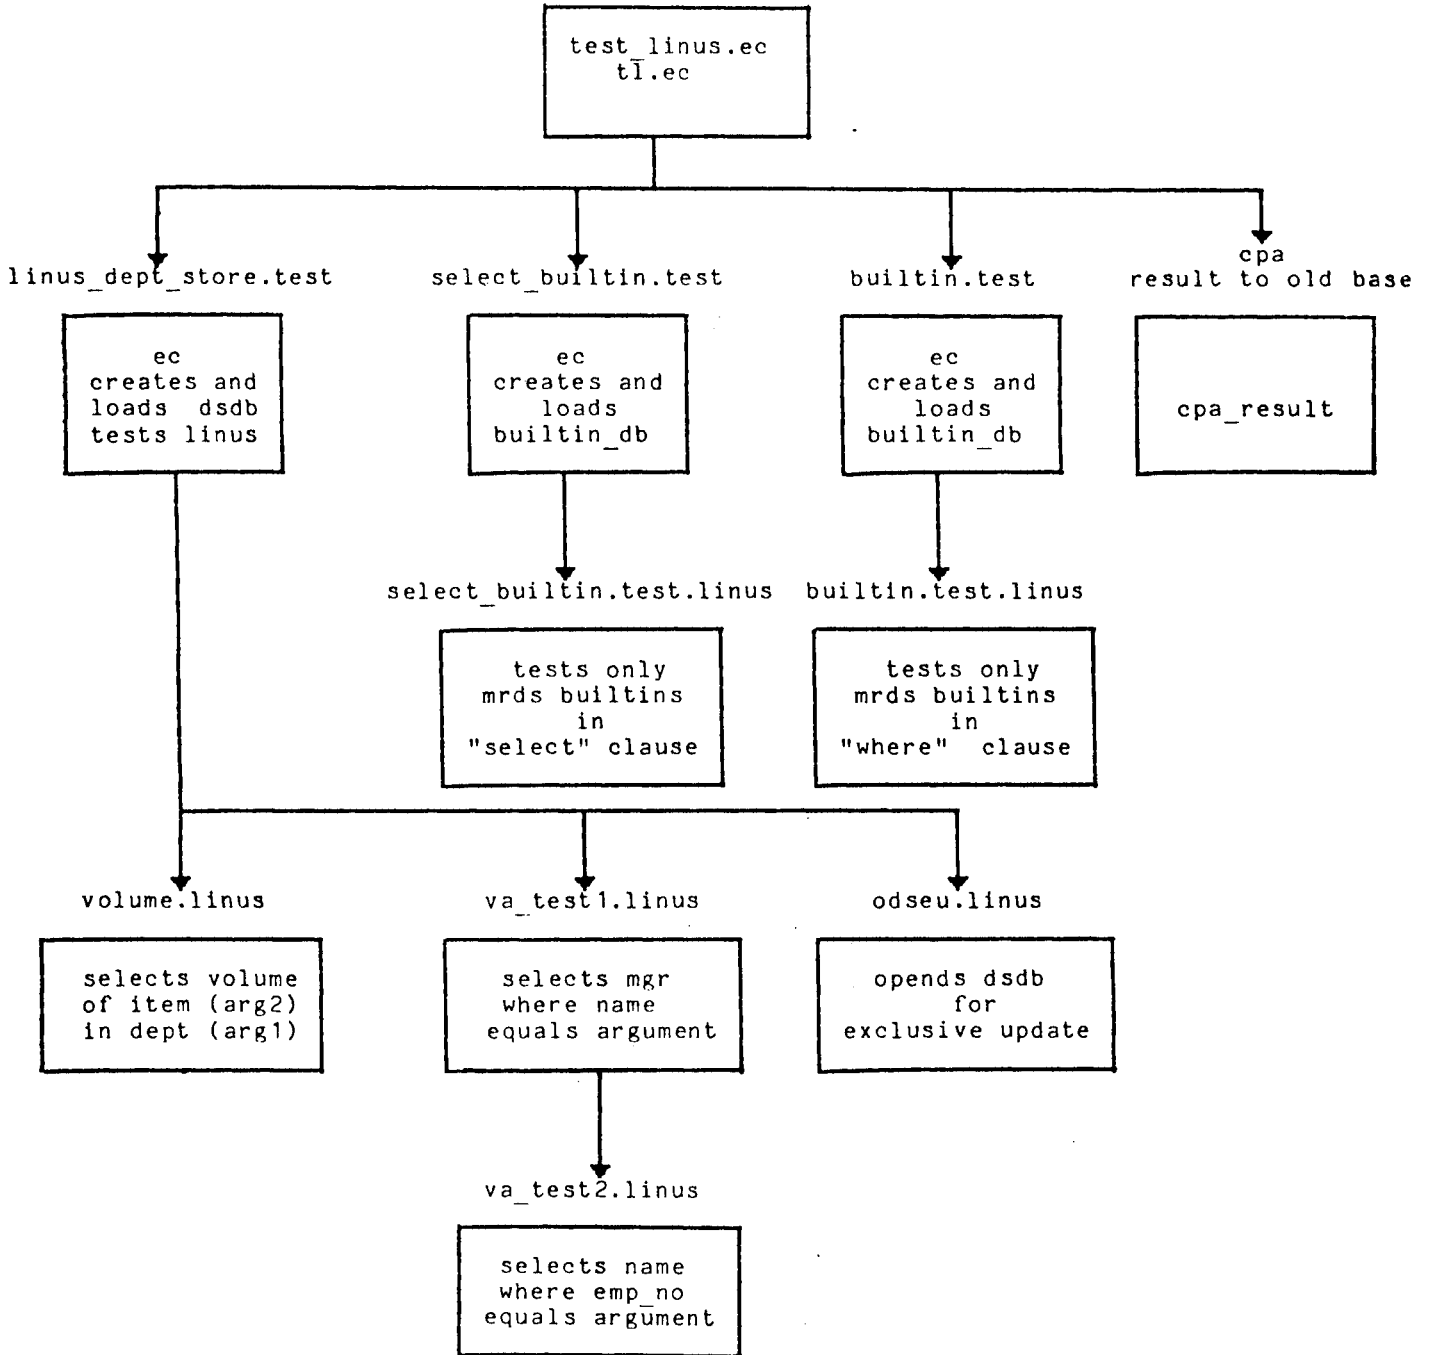 test_linus.ec
tl.ec
linus_dept_store.test
select_builtin.test
builtin.test
cpa
result to old base
ec
creates and
loads dsdb
tests linus
ec
creates and
loads
builtin_db
ec
creates and
loads
builtin_db
cpa_result
select_builtin.test.linus
builtin.test.linus
tests only
mrds builtins
in
"select" clause
tests only
mrds builtins
in
"where" clause
volume.linus
va_test1.linus
odseu.linus
selects volume
of item (arg2)
in dept (arg1)
selects mgr
where name
equals argument
opends dsdb
for
exclusive update
va_test2.linus
selects name
where emp_no
equals argument